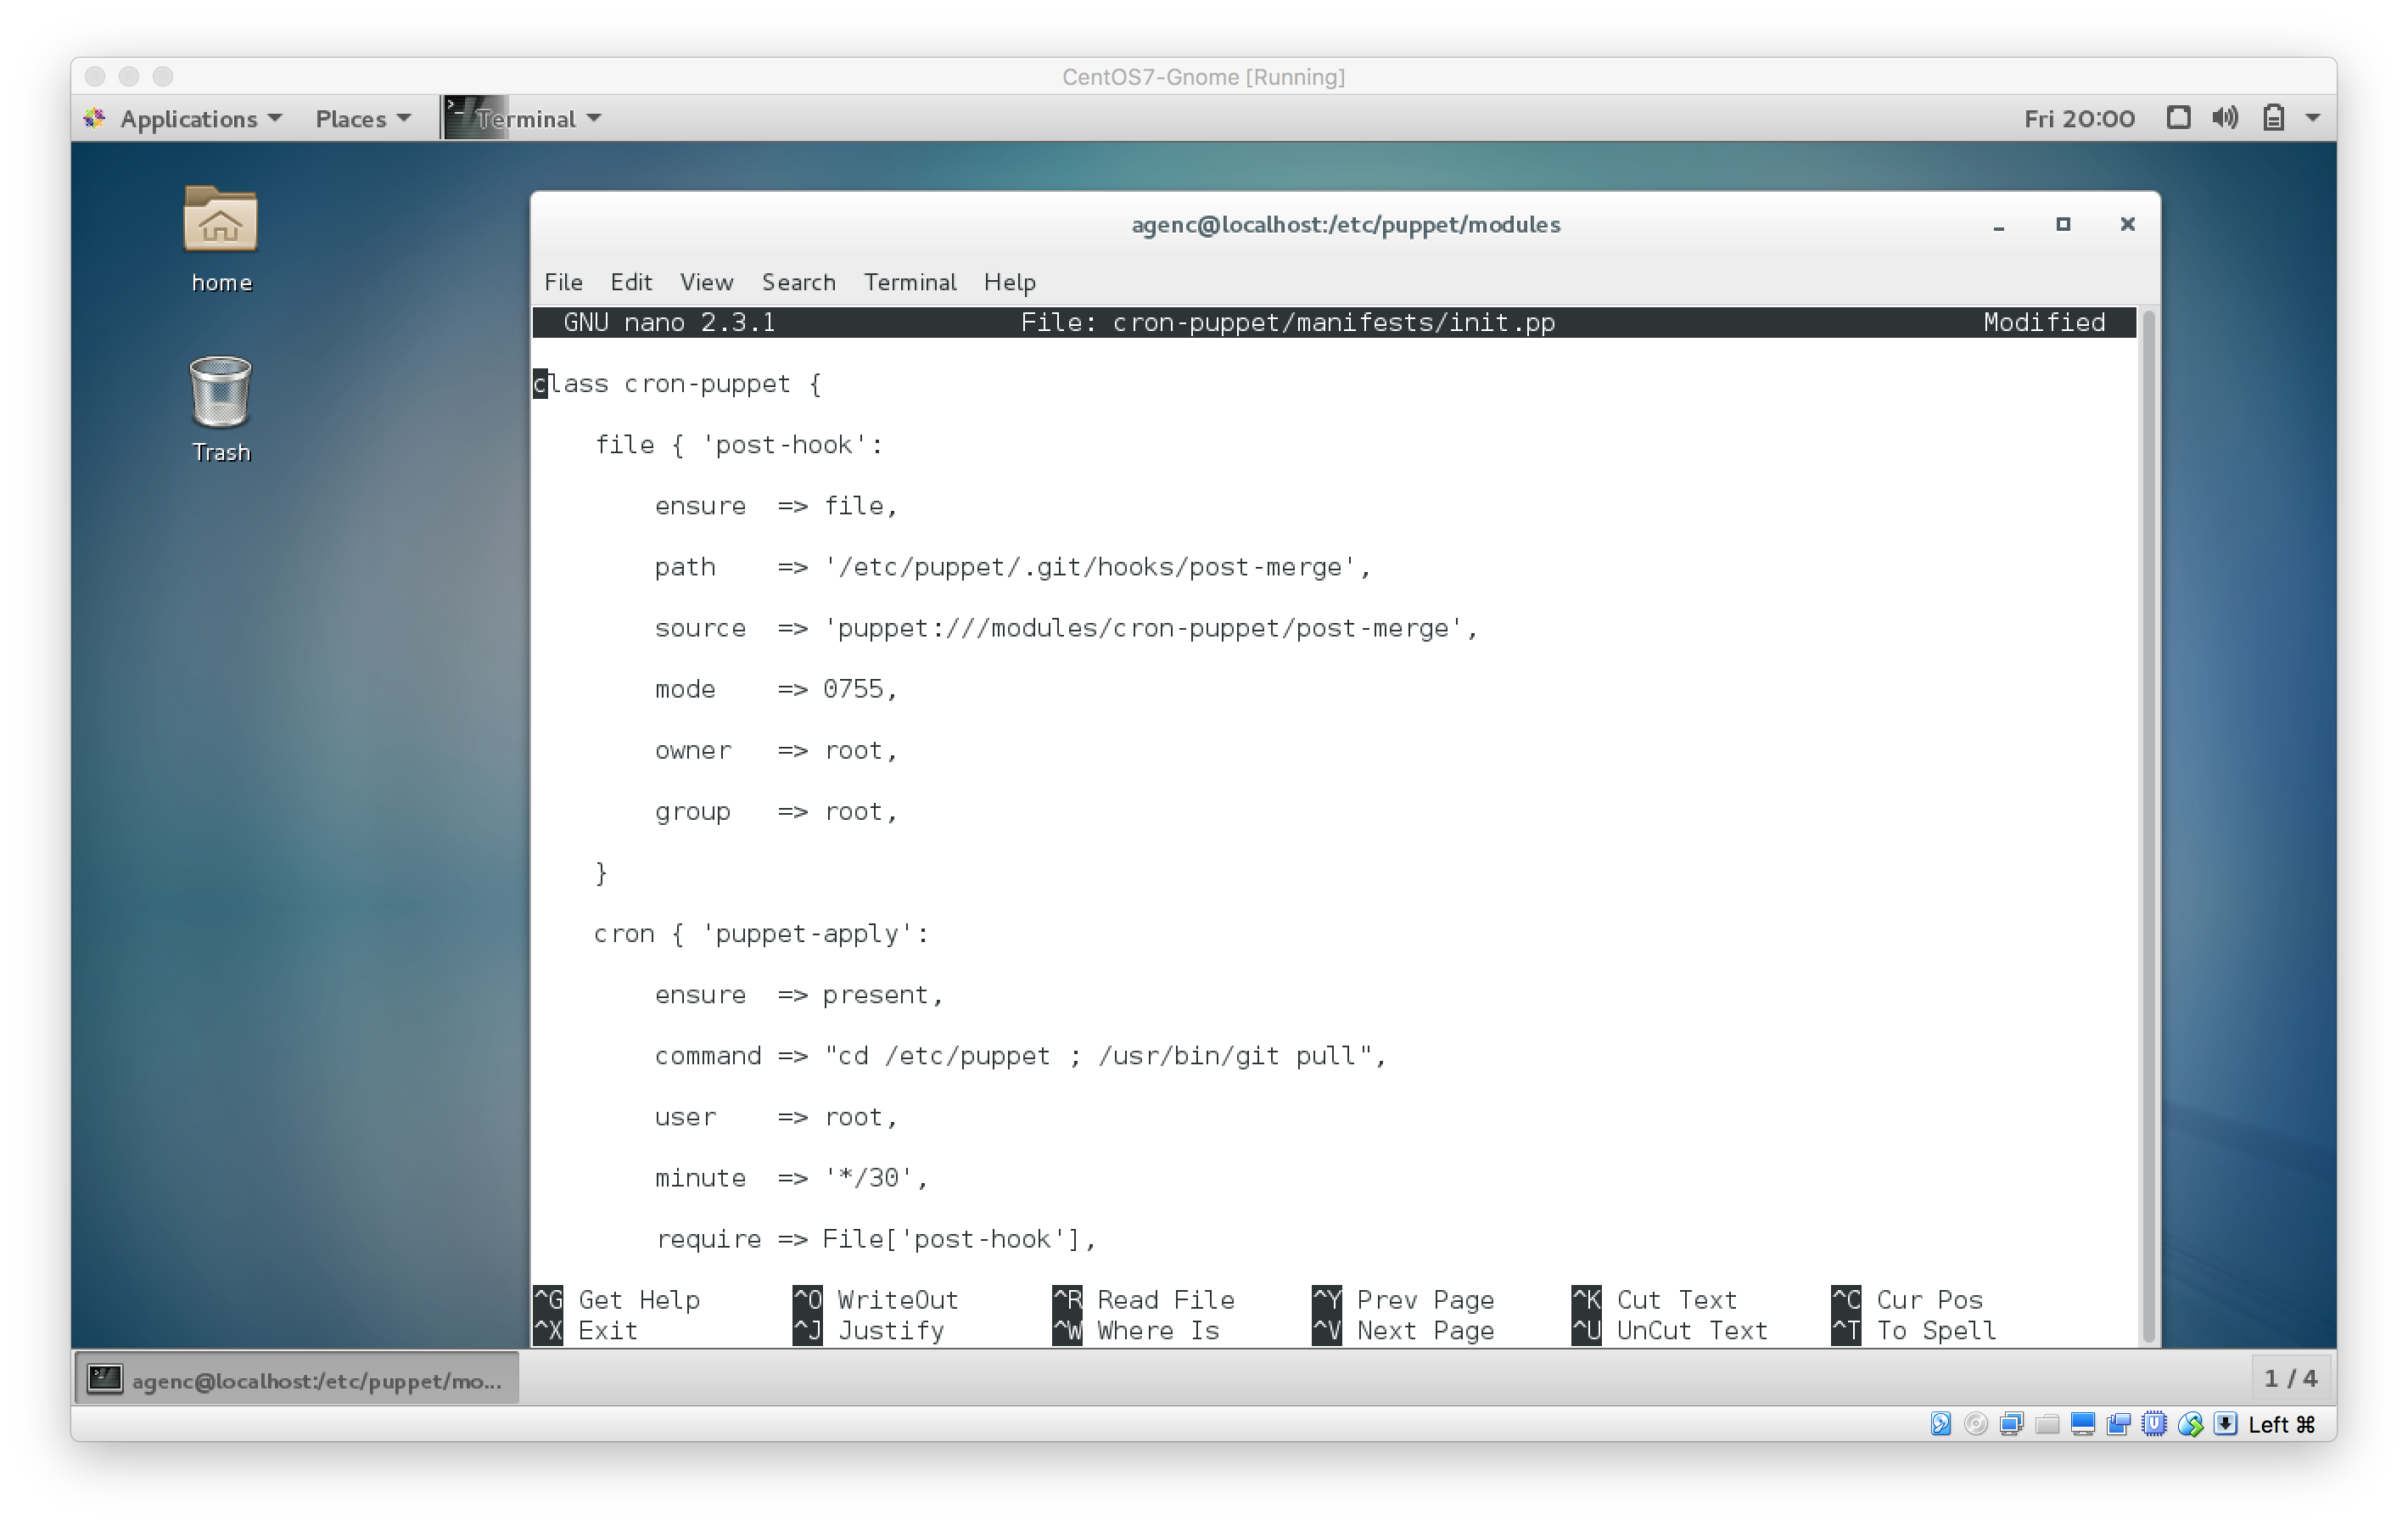 CentOS7-Gnome [Running]
Applications Places Terminal Fri 20:00
home
Trash
agenc@localhost:/etc/puppet/modules
File Edit View Search Terminal Help
GNU nano 2.3.1 File: cron-puppet/manifests/init.pp Modified
class cron-puppet {
    file { 'post-hook':
        ensure  => file,
        path    => '/etc/puppet/.git/hooks/post-merge',
        source  => 'puppet:///modules/cron-puppet/post-merge',
        mode    => 0755,
        owner   => root,
        group   => root,
    }
    cron { 'puppet-apply':
        ensure  => present,
        command => "cd /etc/puppet ; /usr/bin/git pull",
        user    => root,
        minute  => '*/30',
        require => File['post-hook'],
^G Get Help ^O WriteOut ^R Read File ^Y Prev Page ^K Cut Text ^C Cur Pos
^X Exit ^J Justify ^W Where Is ^V Next Page ^U UnCut Text ^T To Spell
agenc@localhost:/etc/puppet/mo... 1 / 4
Left ⌘